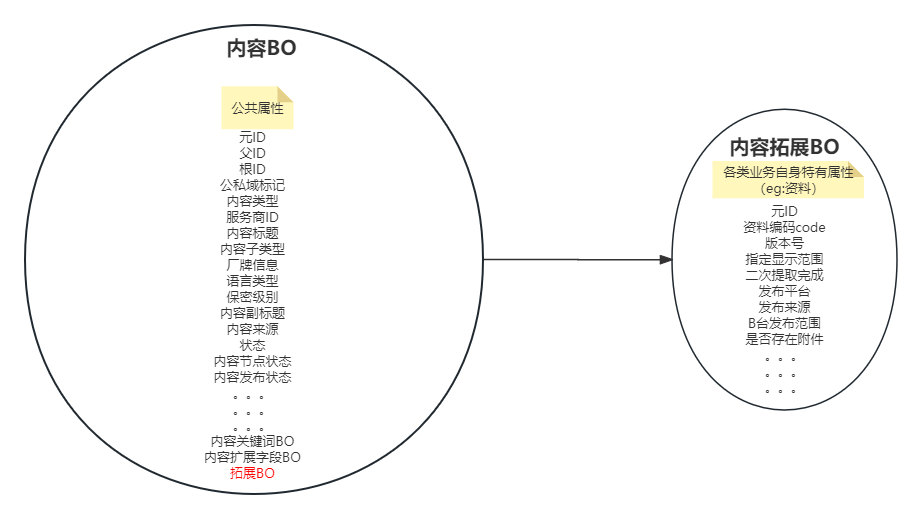 内容BO
公共属性
元ID
父ID
根ID
公私域标记
内容类型
服务商ID
内容标题
内容子类型
厂牌信息
语言类型
保密级别
内容副标题
内容来源
状态
内容节点状态
内容发布状态
。。。
。。。
。。。
内容关键词BO
内容扩展字段BO
拓展BO
内容拓展BO
各类业务自身特有属性
（eg:资料）
元ID
资料编码code
版本号
指定显示范围
二次提取完成
发布平台
发布来源
B台发布范围
是否存在附件
。。。
。。。
。。。